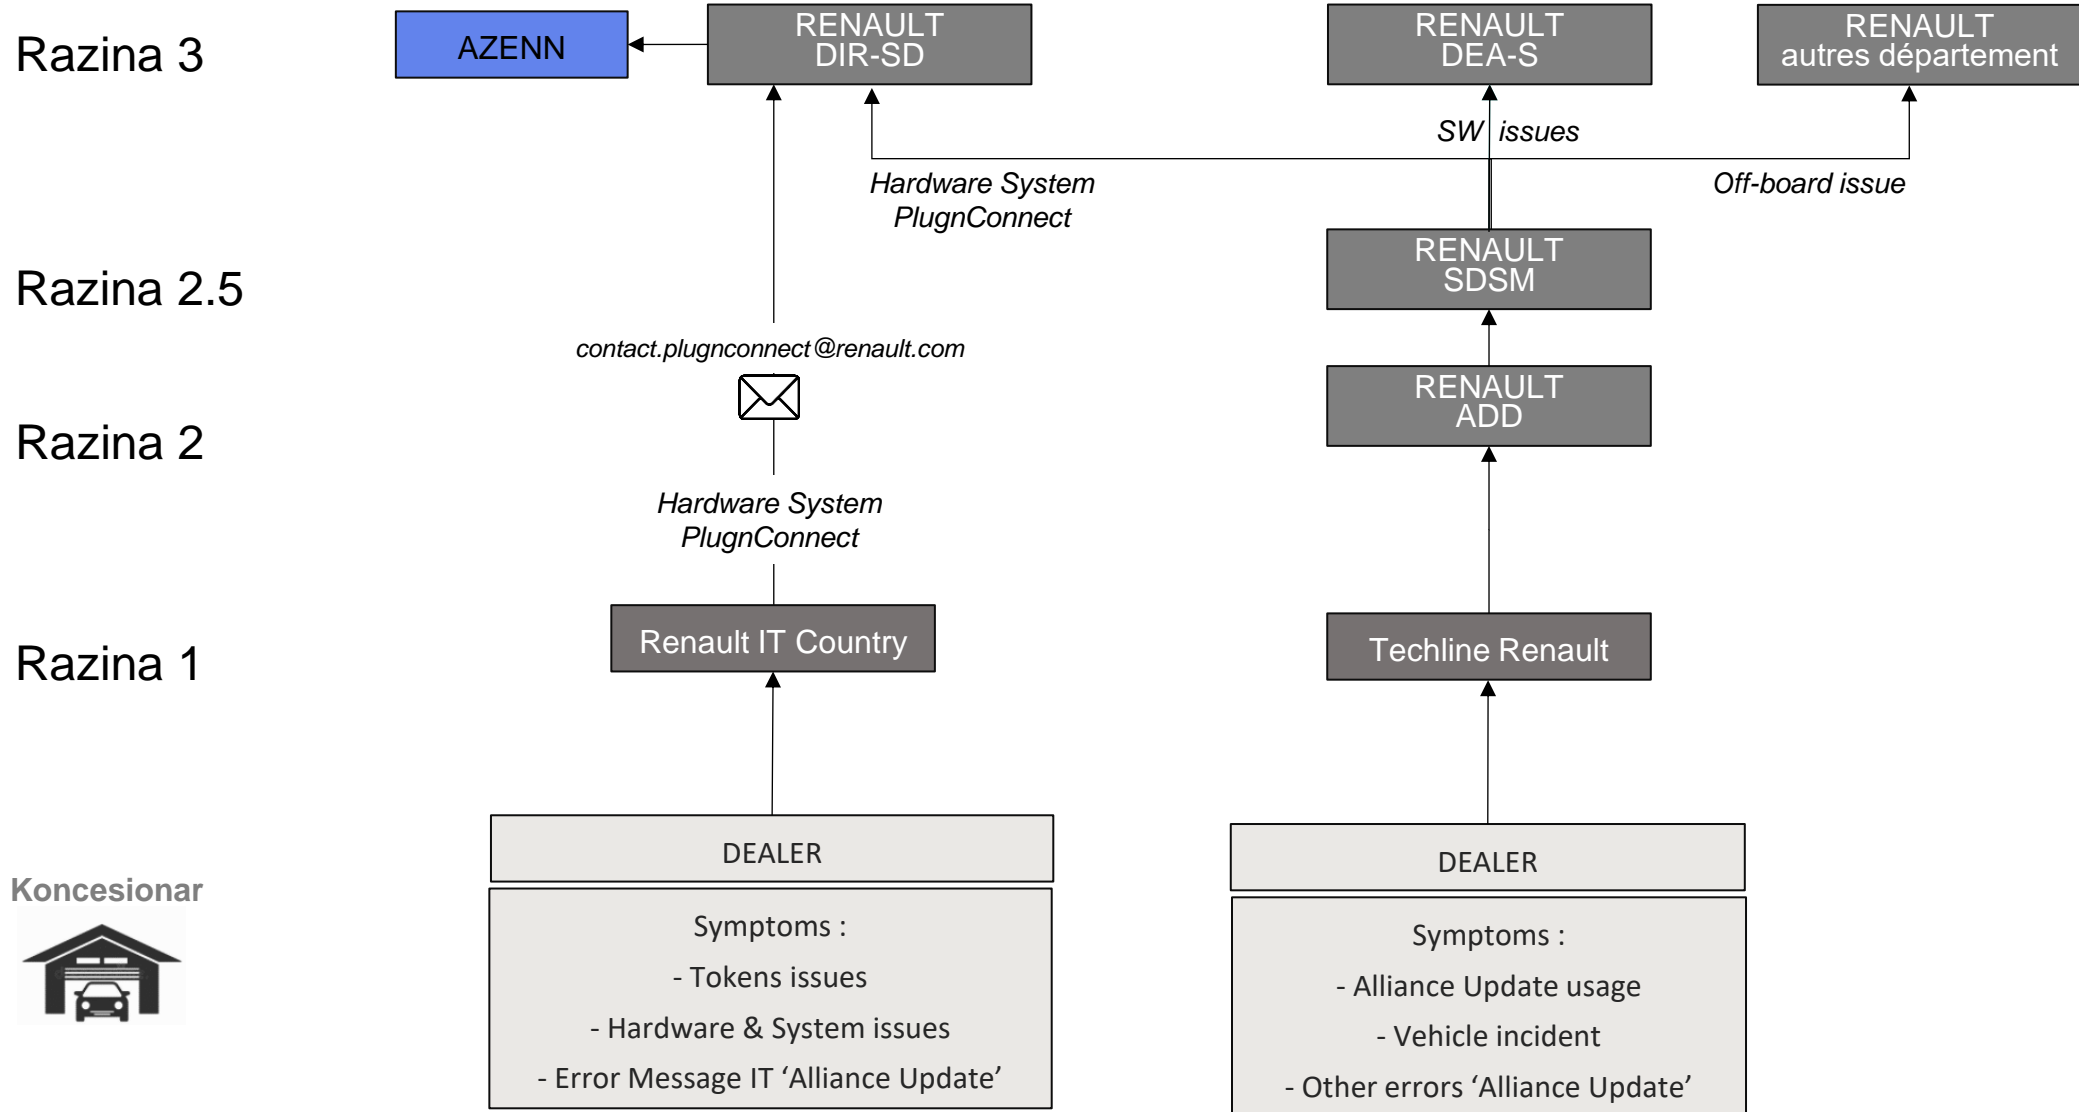 Razina 3
AZENN
RENAULT
DIR-SD
RENAULT
DEA-S
RENAULT
autres département
SW issues
Hardware System
PlugnConnect
Off-board issue
Razina 2.5
RENAULT
SDSM
contact.plugnconnect@renault.com
Razina 2
RENAULT
ADD
Hardware System
PlugnConnect
Razina 1
Renault IT Country
Techline Renault
Koncesionar
DEALER
Symptoms :
- Tokens issues
- Hardware & System issues
- Error Message IT ‘Alliance Update’
DEALER
Symptoms :
- Alliance Update usage
- Vehicle incident
- Other errors ‘Alliance Update’